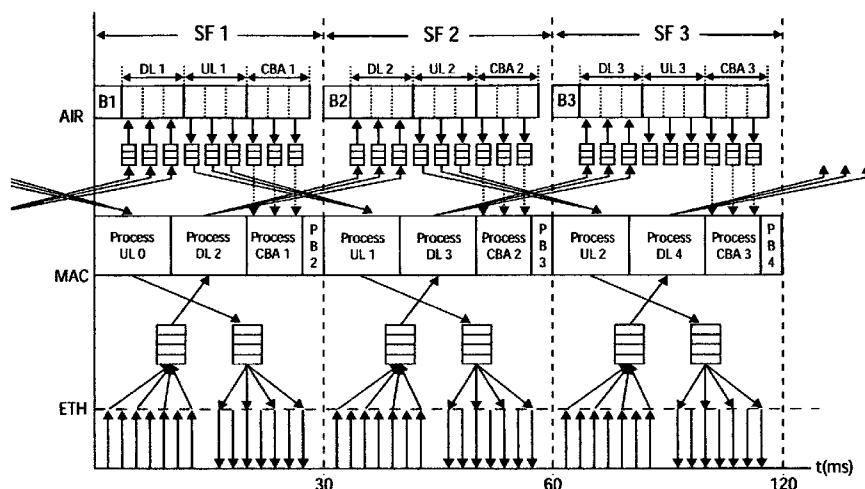 SF 1 SF 2 SF 3
DL 1 UL 1 CBA 1 DL 2 UL 2 CBA 2 DL 3 UL 3 CBA 3
B1 B2 B3
AIR
Process UL 0 Process DL 2 Process CBA 1 P B 2 Process UL 1 Process DL 3 Process CBA 2 P B 3 Process UL 2 Process DL 4 Process CBA 3 P B 4
MAC
ETH
t(ms)
30 60 120